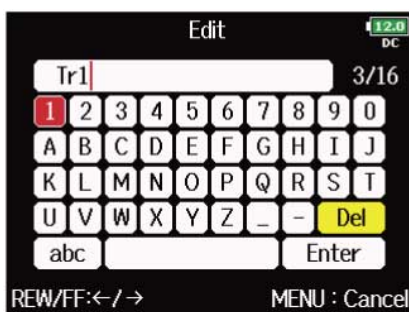 Edit 12.0
DC
Tr1 3/16
1 2 3 4 5 6 7 8 9 0
A B C D E F G H I J
K L M N O P Q R S T
U V W X Y Z _ - Del
abc Enter
REW/FF:←/→ MENU : Cancel